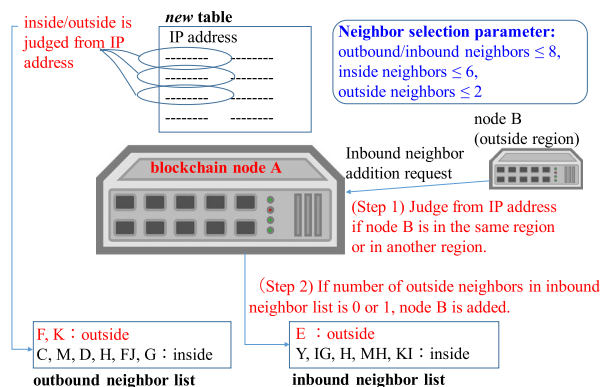 inside/outside is
judged from IP
address
new table
IP address
Neighbor selection parameter:
outbound/inbound neighbors ≤ 8,
inside neighbors ≤ 6,
outside neighbors ≤ 2
node B
(outside region)
Inbound neighbor
addition request
blockchain node A
(Step 1) Judge from IP address
if node B is in the same region
or in another region.
（Step 2) If number of outside neighbors in inbound
neighbor list is 0 or 1, node B is added.
F, K：outside
C, M, D, H, FJ, G：inside
outbound neighbor list
E ：outside
Y, IG, H, MH, KI：inside
inbound neighbor list